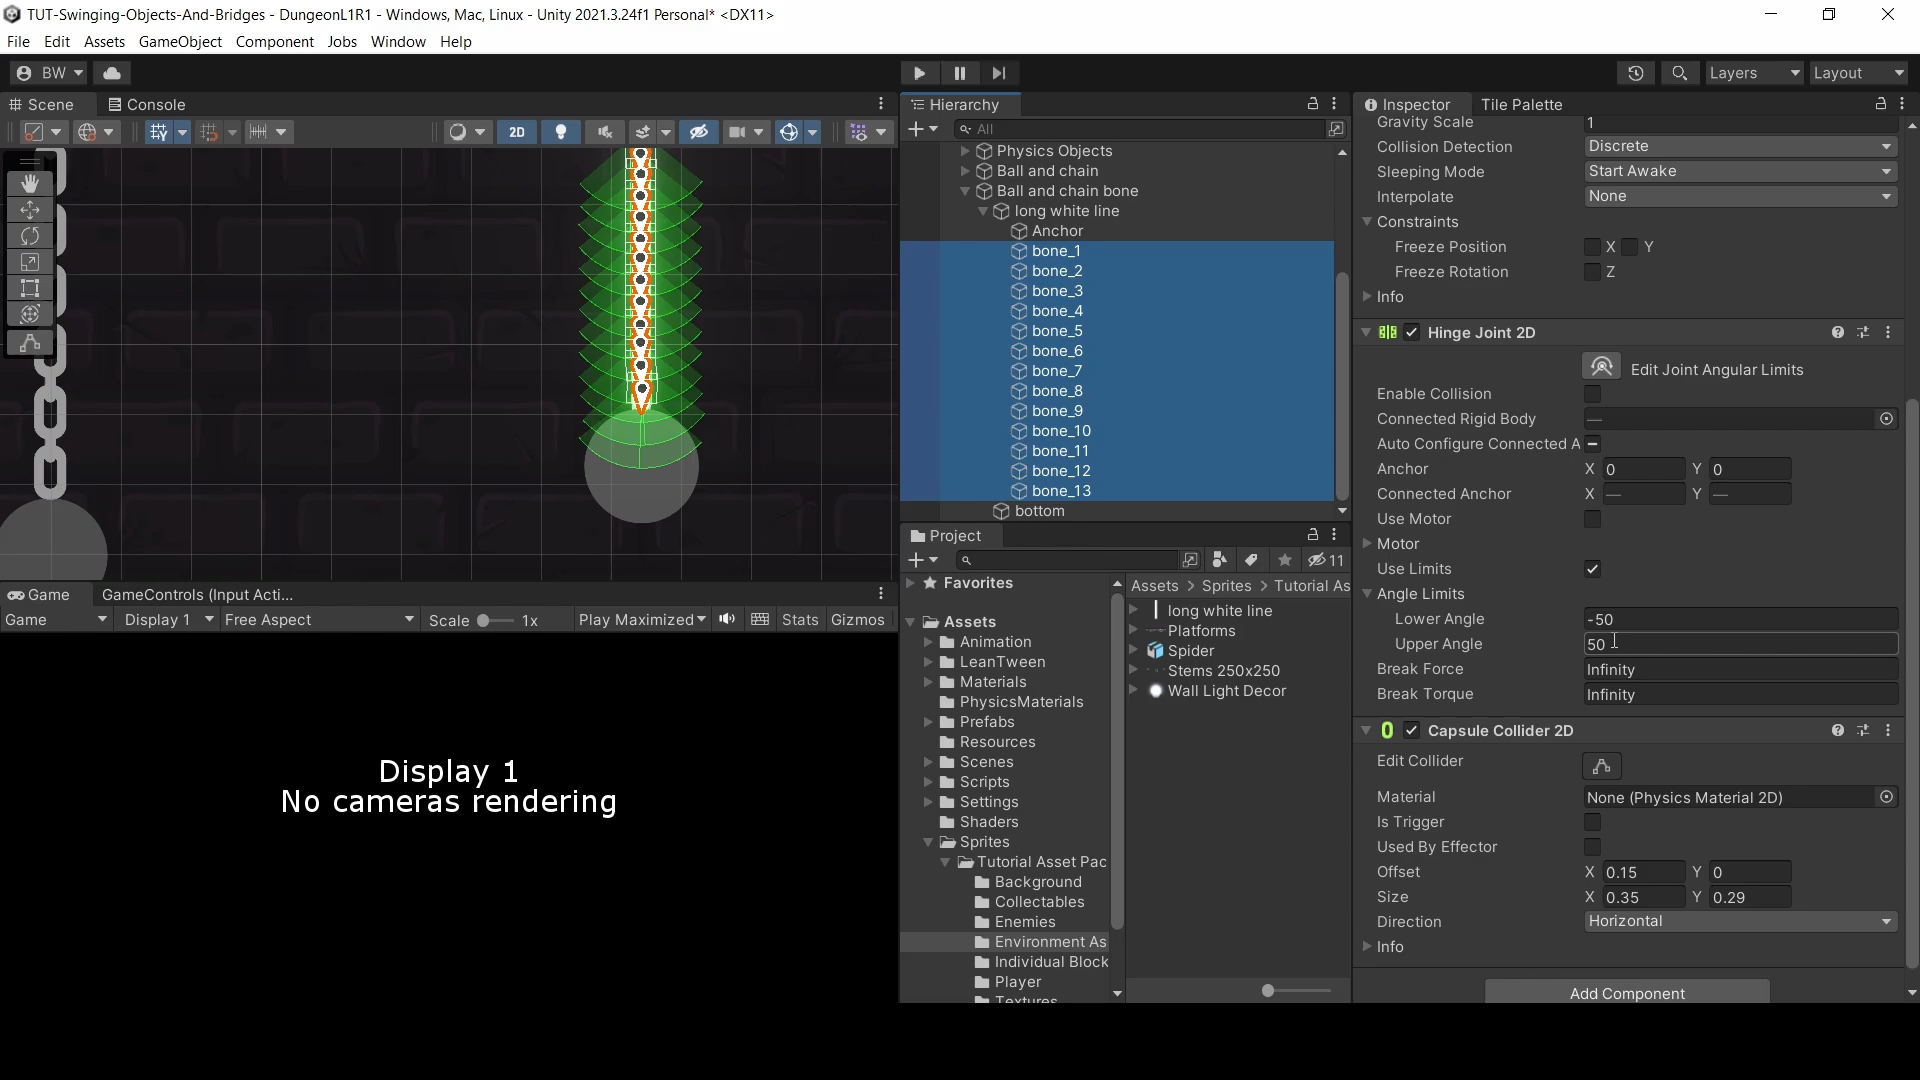 TUT-Swinging-Objects-And-Bridges - DungeonL1R1 - Windows, Mac, Linux - Unity 2021.3.24f1 Personal* <DX11>
File Edit Assets GameObject Component Jobs Window Help
BW Layers Layout
Scene Console
2D
Hierarchy
All
Physics Objects
Ball and chain
Ball and chain bone
long white line
Anchor
bone_1
bone_2
bone_3
bone_4
bone_5
bone_6
bone_7
bone_8
bone_9
bone_10
bone_11
bone_12
bone_13
bottom
Inspector Tile Palette
Gravity Scale 1
Collision Detection Discrete
Sleeping Mode Start Awake
Interpolate None
Constraints
Freeze Position X Y
Freeze Rotation Z
Info
Hinge Joint 2D
Edit Joint Angular Limits
Enable Collision
Connected Rigid Body —
Auto Configure Connected A
Anchor X 0 Y 0
Connected Anchor X — Y —
Use Motor
Motor
Use Limits
Angle Limits
Lower Angle -50
Upper Angle 50
Break Force Infinity
Break Torque Infinity
Capsule Collider 2D
Edit Collider
Material None (Physics Material 2D)
Is Trigger
Used By Effector
Offset X 0.15 Y 0
Size X 0.35 Y 0.29
Direction Horizontal
Info
Add Component
Game GameControls (Input Acti...
Game Display 1 Free Aspect Scale 1x Play Maximized Stats Gizmos
Display 1
No cameras rendering
Project
11
Favorites
Assets
Animation
LeanTween
Materials
PhysicsMaterials
Prefabs
Resources
Scenes
Scripts
Settings
Shaders
Sprites
Tutorial Asset Pac
Background
Collectables
Enemies
Environment As
Individual Block
Player
Textures
Assets > Sprites > Tutorial As
long white line
Platforms
Spider
Stems 250x250
Wall Light Decor